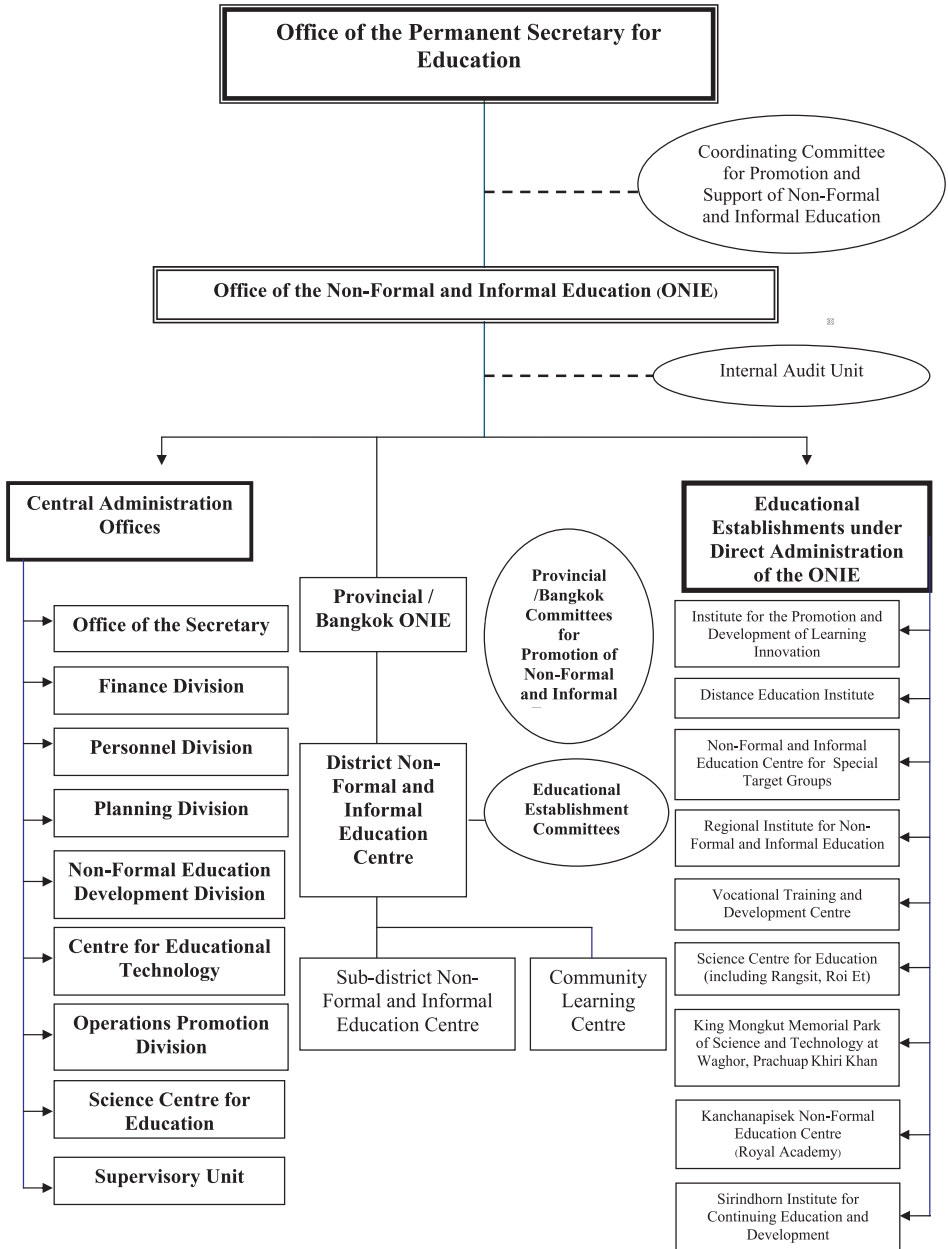 Office of the Permanent Secretary for
Education
Coordinating Committee
for Promotion and
Support of Non-Formal
and Informal Education
Office of the Non-Formal and Informal Education (ONIE)
Internal Audit Unit
Central Administration
Offices
Office of the Secretary
Finance Division
Personnel Division
Planning Division
Non-Formal Education
Development Division
Centre for Educational
Technology
Operations Promotion
Division
Science Centre for
Education
Supervisory Unit
Provincial /
Bangkok ONIE
Provincial
/Bangkok
Committees
for
Promotion of
Non-Formal
and Informal
District Non-
Formal and
Informal
Education
Centre
Educational
Establishment
Committees
Sub-district Non-
Formal and Informal
Education Centre
Community
Learning
Centre
Educational
Establishments under
Direct Administration
of the ONIE
Institute for the Promotion and
Development of Learning
Innovation
Distance Education Institute
Non-Formal and Informal
Education Centre for Special
Target Groups
Regional Institute for Non-
Formal and Informal Education
Vocational Training and
Development Centre
Science Centre for Education
(including Rangsit, Roi Et)
King Mongkut Memorial Park
of Science and Technology at
Waghor, Prachuap Khiri Khan
Kanchanapisek Non-Formal
Education Centre
(Royal Academy)
Sirindhorn Institute for
Continuing Education and
Development